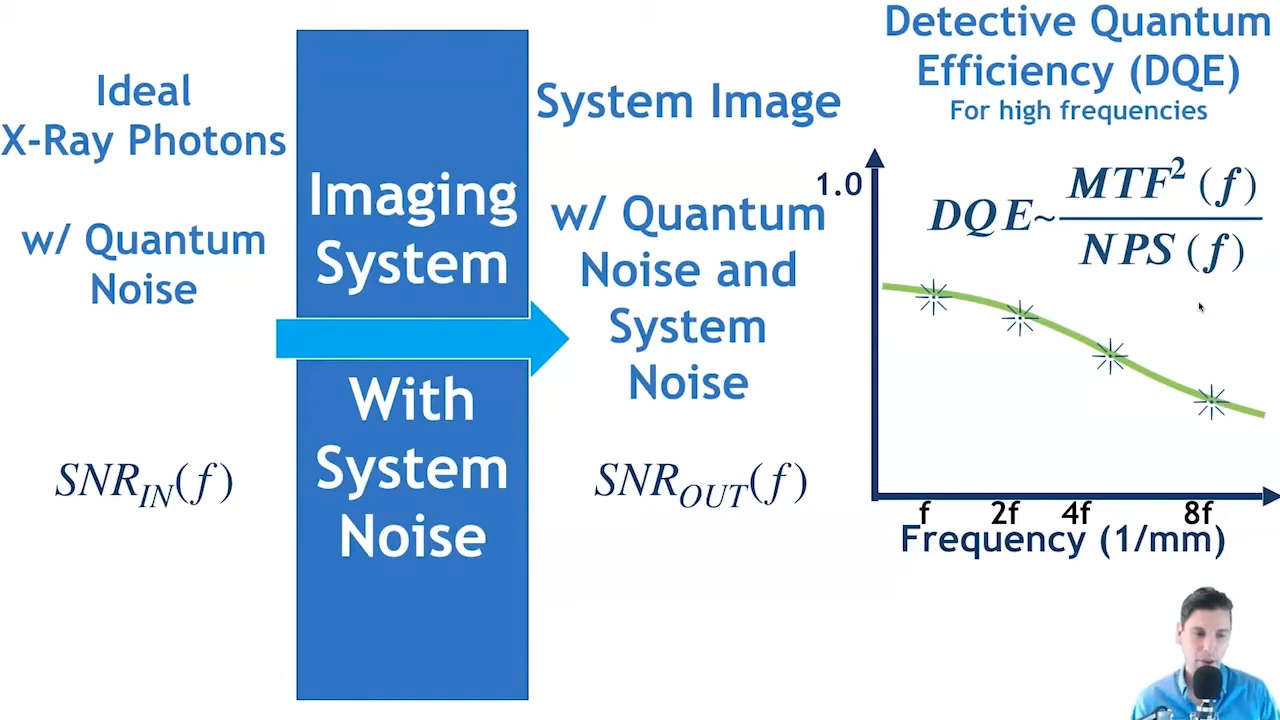 Ideal
X-Ray Photons
w/ Quantum
Noise
SNR_IN(f)
Imaging
System
With
System
Noise
System Image
w/ Quantum
Noise and
System
Noise
SNR_OUT(f)
Detective Quantum
Efficiency (DQE)
For high frequencies
1.0
DQE~ MTF² (f) / NPS (f)
f 2f 4f 8f
Frequency (1/mm)